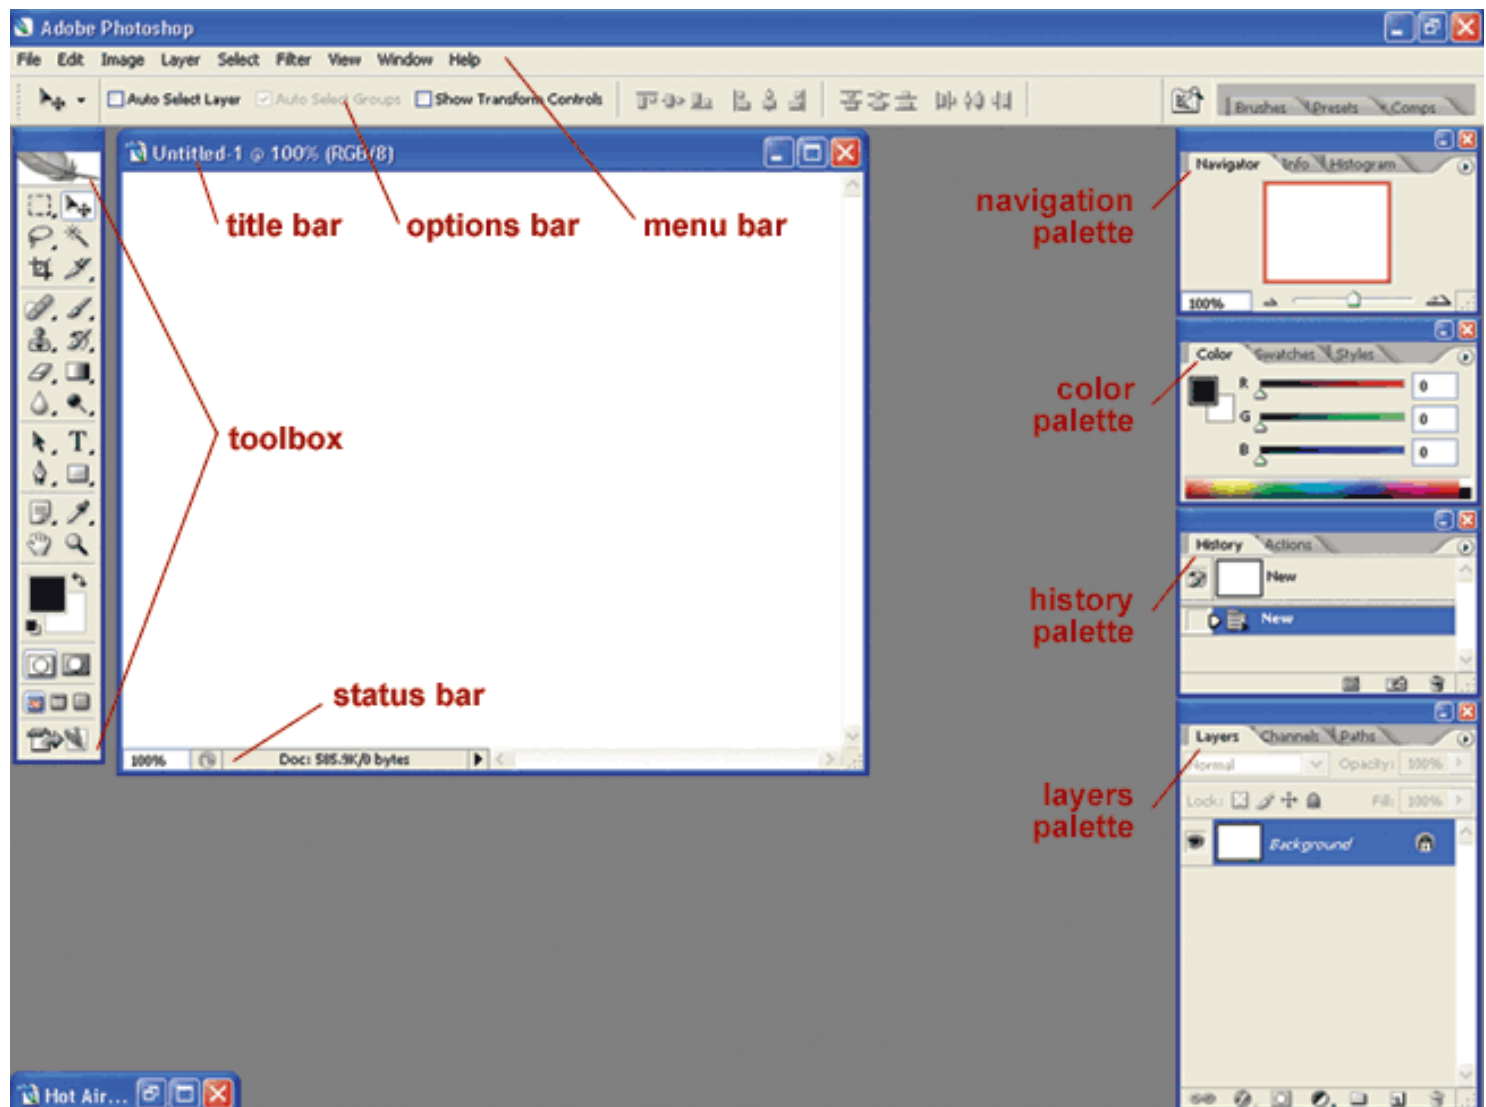 Adobe Photoshop
File Edit Image Layer Select Filter View Window Help
Auto Select Layer Auto Select Groups Show Transform Controls
Brushes Presets Comps
Untitled-1 @ 100% (RGB/8)
title bar
options bar
menu bar
toolbox
status bar
100% Doc: 585.9K/0 bytes
navigation
palette
Navigator Info Histogram
100%
color
palette
Color Swatches Styles
R 0
G 0
B 0
history
palette
History Actions
New
New
layers
palette
Layers Channels Paths
Normal Opacity: 100%
Lock: Fill: 100%
Background
T
Hot Air...